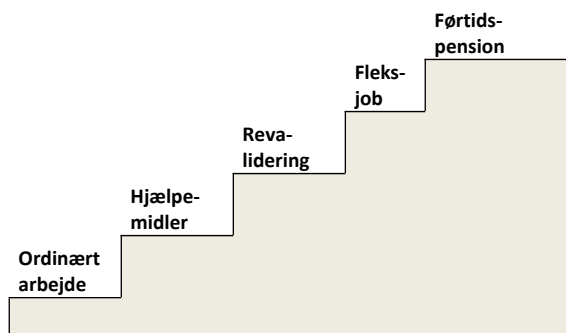 Førtids-
pension
Fleks-
job
Reva-
lidering
Hjælpe-
midler
Ordinært
arbejde